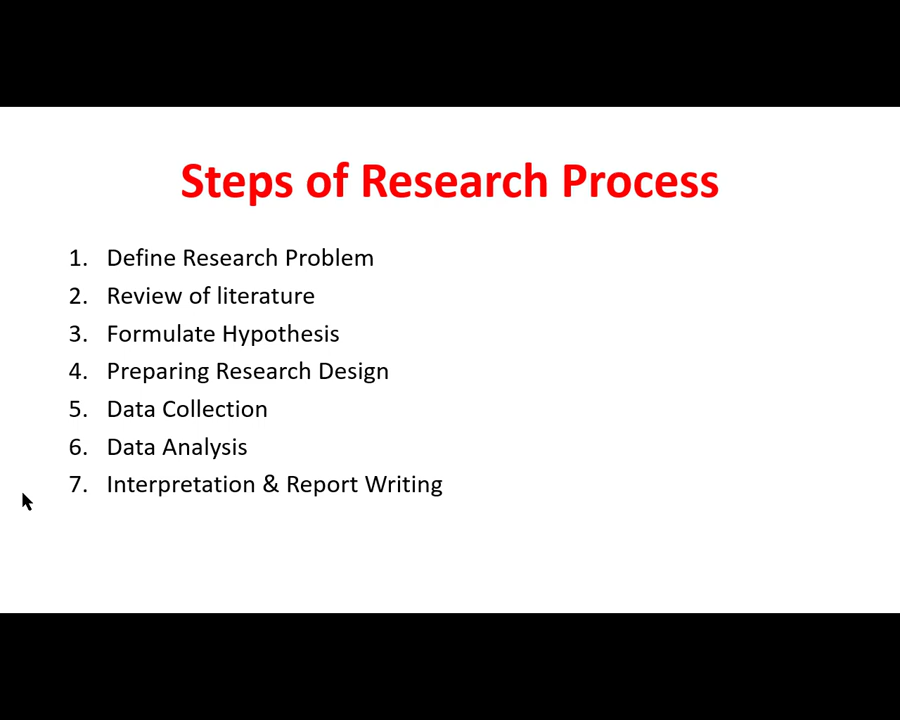 Steps of Research Process
1. Define Research Problem
2. Review of literature
3. Formulate Hypothesis
4. Preparing Research Design
5. Data Collection
6. Data Analysis
7. Interpretation & Report Writing